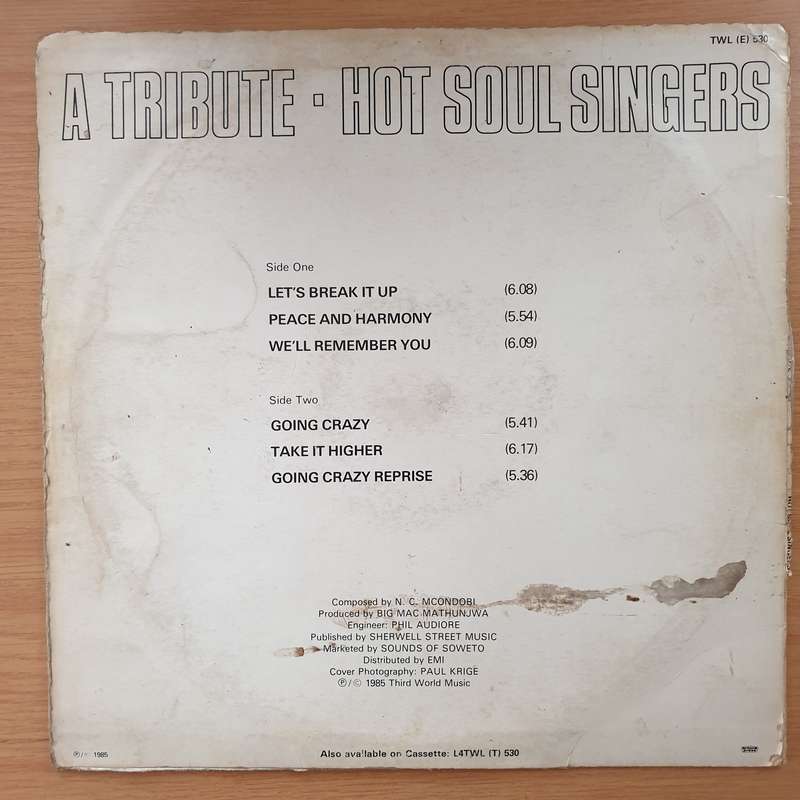 TWL (E) 530
A TRIBUTE · HOT SOUL SINGERS
Side One
LET'S BREAK IT UP (6.08)
PEACE AND HARMONY (5.54)
WE'LL REMEMBER YOU (6.09)
Side Two
GOING CRAZY (5.41)
TAKE IT HIGHER (6.17)
GOING CRAZY REPRISE (5.36)
Composed by N. C. MCONDOBI
Produced by BIG MAC MATHUNJWA
Engineer: PHIL AUDIORE
Published by SHERWELL STREET MUSIC
Marketed by SOUNDS OF SOWETO
Distributed by EMI
Cover Photography: PAUL KRIGE
℗/© 1985 Third World Music
℗/© 1985
Also available on Cassette: L4TWL (T) 530